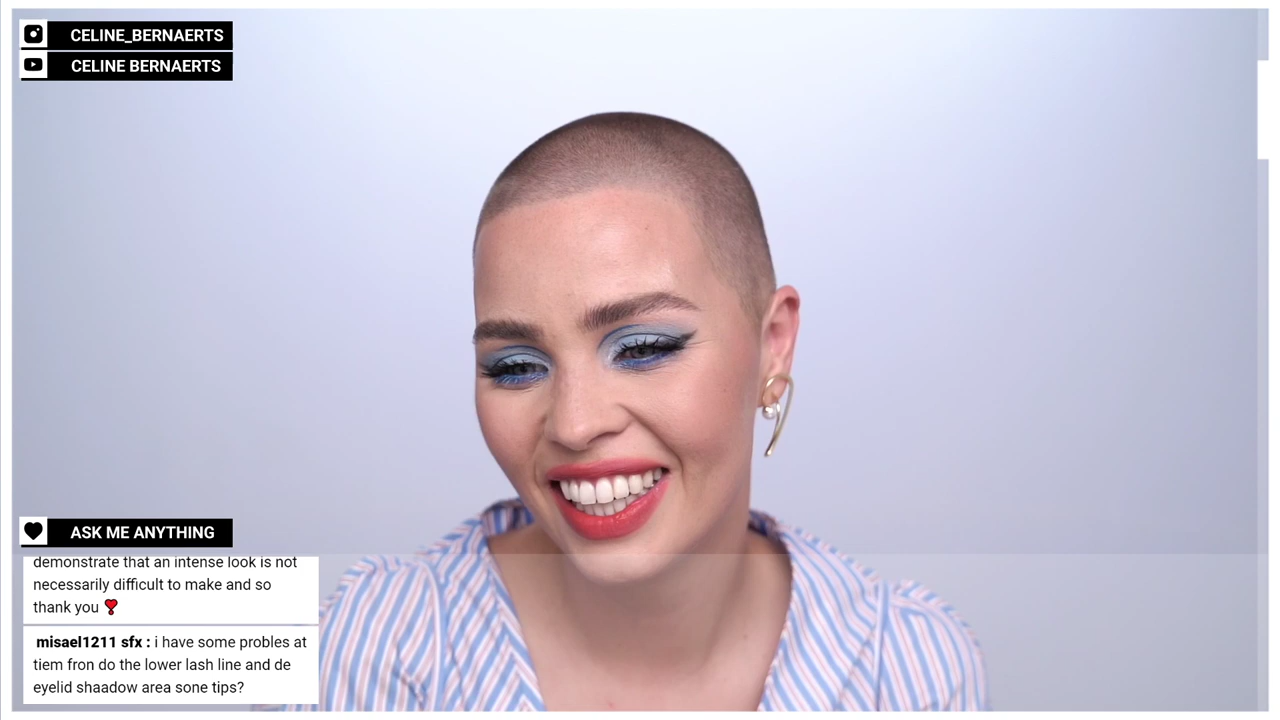 CELINE_BERNAERTS
CELINE BERNAERTS
ASK ME ANYTHING
demonstrate that an intense look is not
necessarily difficult to make and so
thank you ❣
misael1211 sfx : i have some probles at
tiem fron do the lower lash line and de
eyelid shaadow area sone tips?